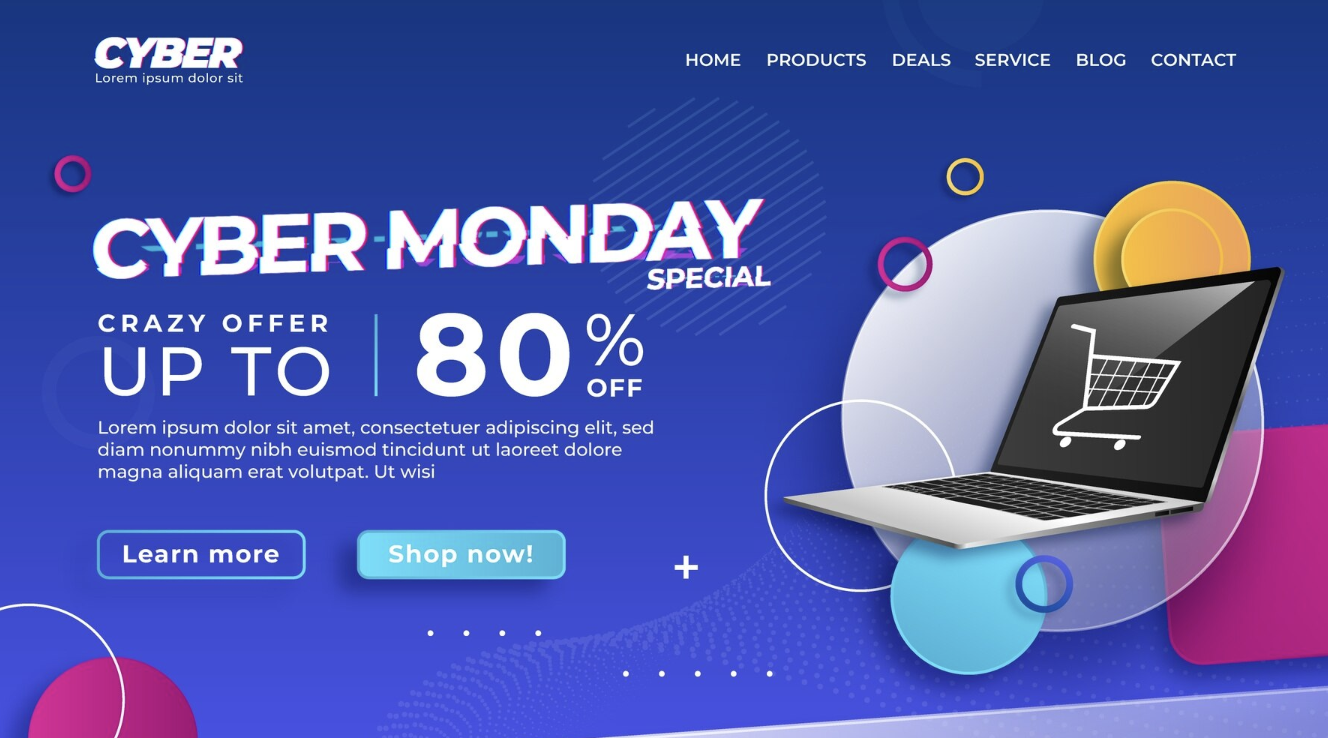 CYBER
Lorem ipsum dolor sit
HOME PRODUCTS DEALS SERVICE BLOG CONTACT
CYBER MONDAY
SPECIAL
CRAZY OFFER
UP TO
80%
OFF
Lorem ipsum dolor sit amet, consectetuer adipiscing elit, sed
diam nonummy nibh euismod tincidunt ut laoreet dolore
magna aliquam erat volutpat. Ut wisi
Learn more
Shop now!